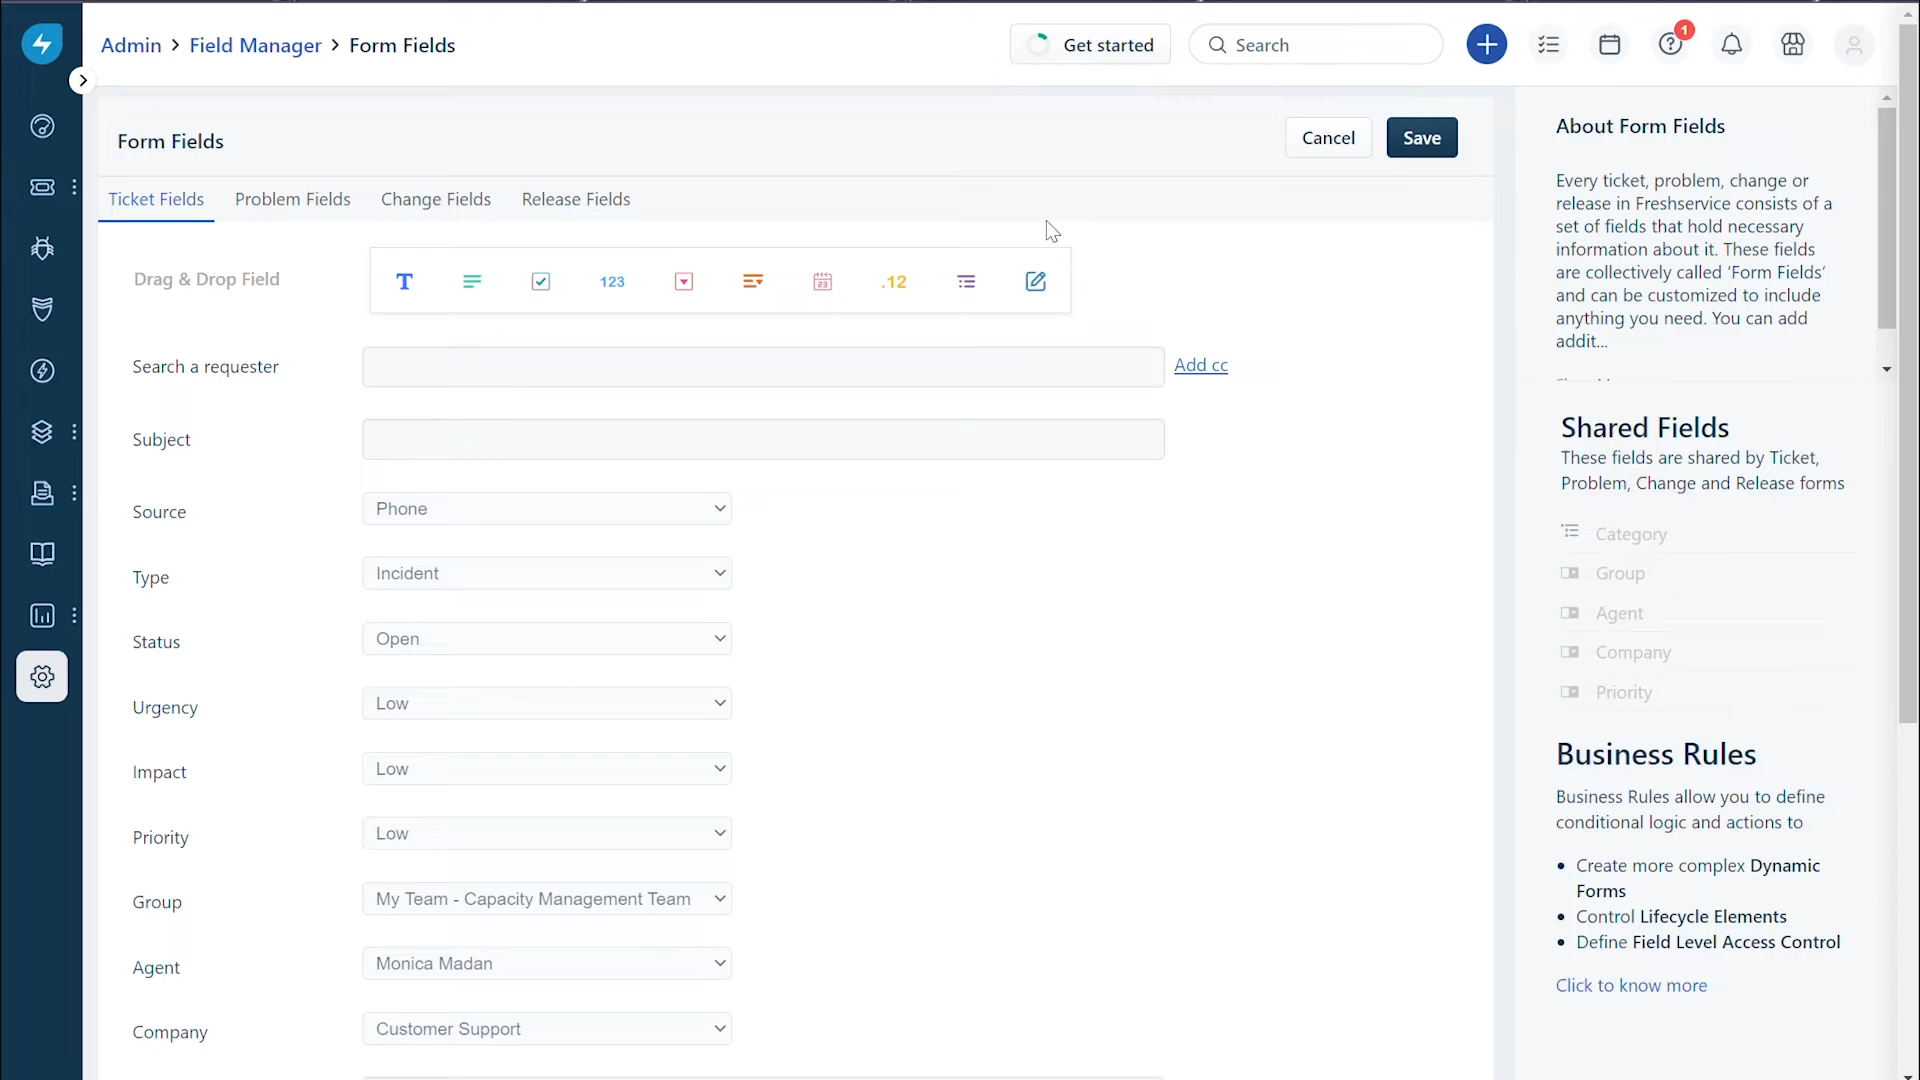 Admin > Field Manager > Form Fields
Get started
Search
1
Form Fields
Cancel
Save
Ticket Fields
Problem Fields
Change Fields
Release Fields
Drag & Drop Field
T
123
23
.12
Search a requester
Add cc
Subject
Source
Phone
Type
Incident
Status
Open
Urgency
Low
Impact
Low
Priority
Low
Group
My Team - Capacity Management Team
Agent
Monica Madan
Company
Customer Support
About Form Fields
Every ticket, problem, change or
release in Freshservice consists of a
set of fields that hold necessary
information about it. These fields
are collectively called ‘Form Fields’
and can be customized to include
anything you need. You can add
addit...
Shared Fields
These fields are shared by Ticket,
Problem, Change and Release forms
Category
Group
Agent
Company
Priority
Business Rules
Business Rules allow you to define
conditional logic and actions to
• Create more complex Dynamic
Forms
• Control Lifecycle Elements
• Define Field Level Access Control
Click to know more